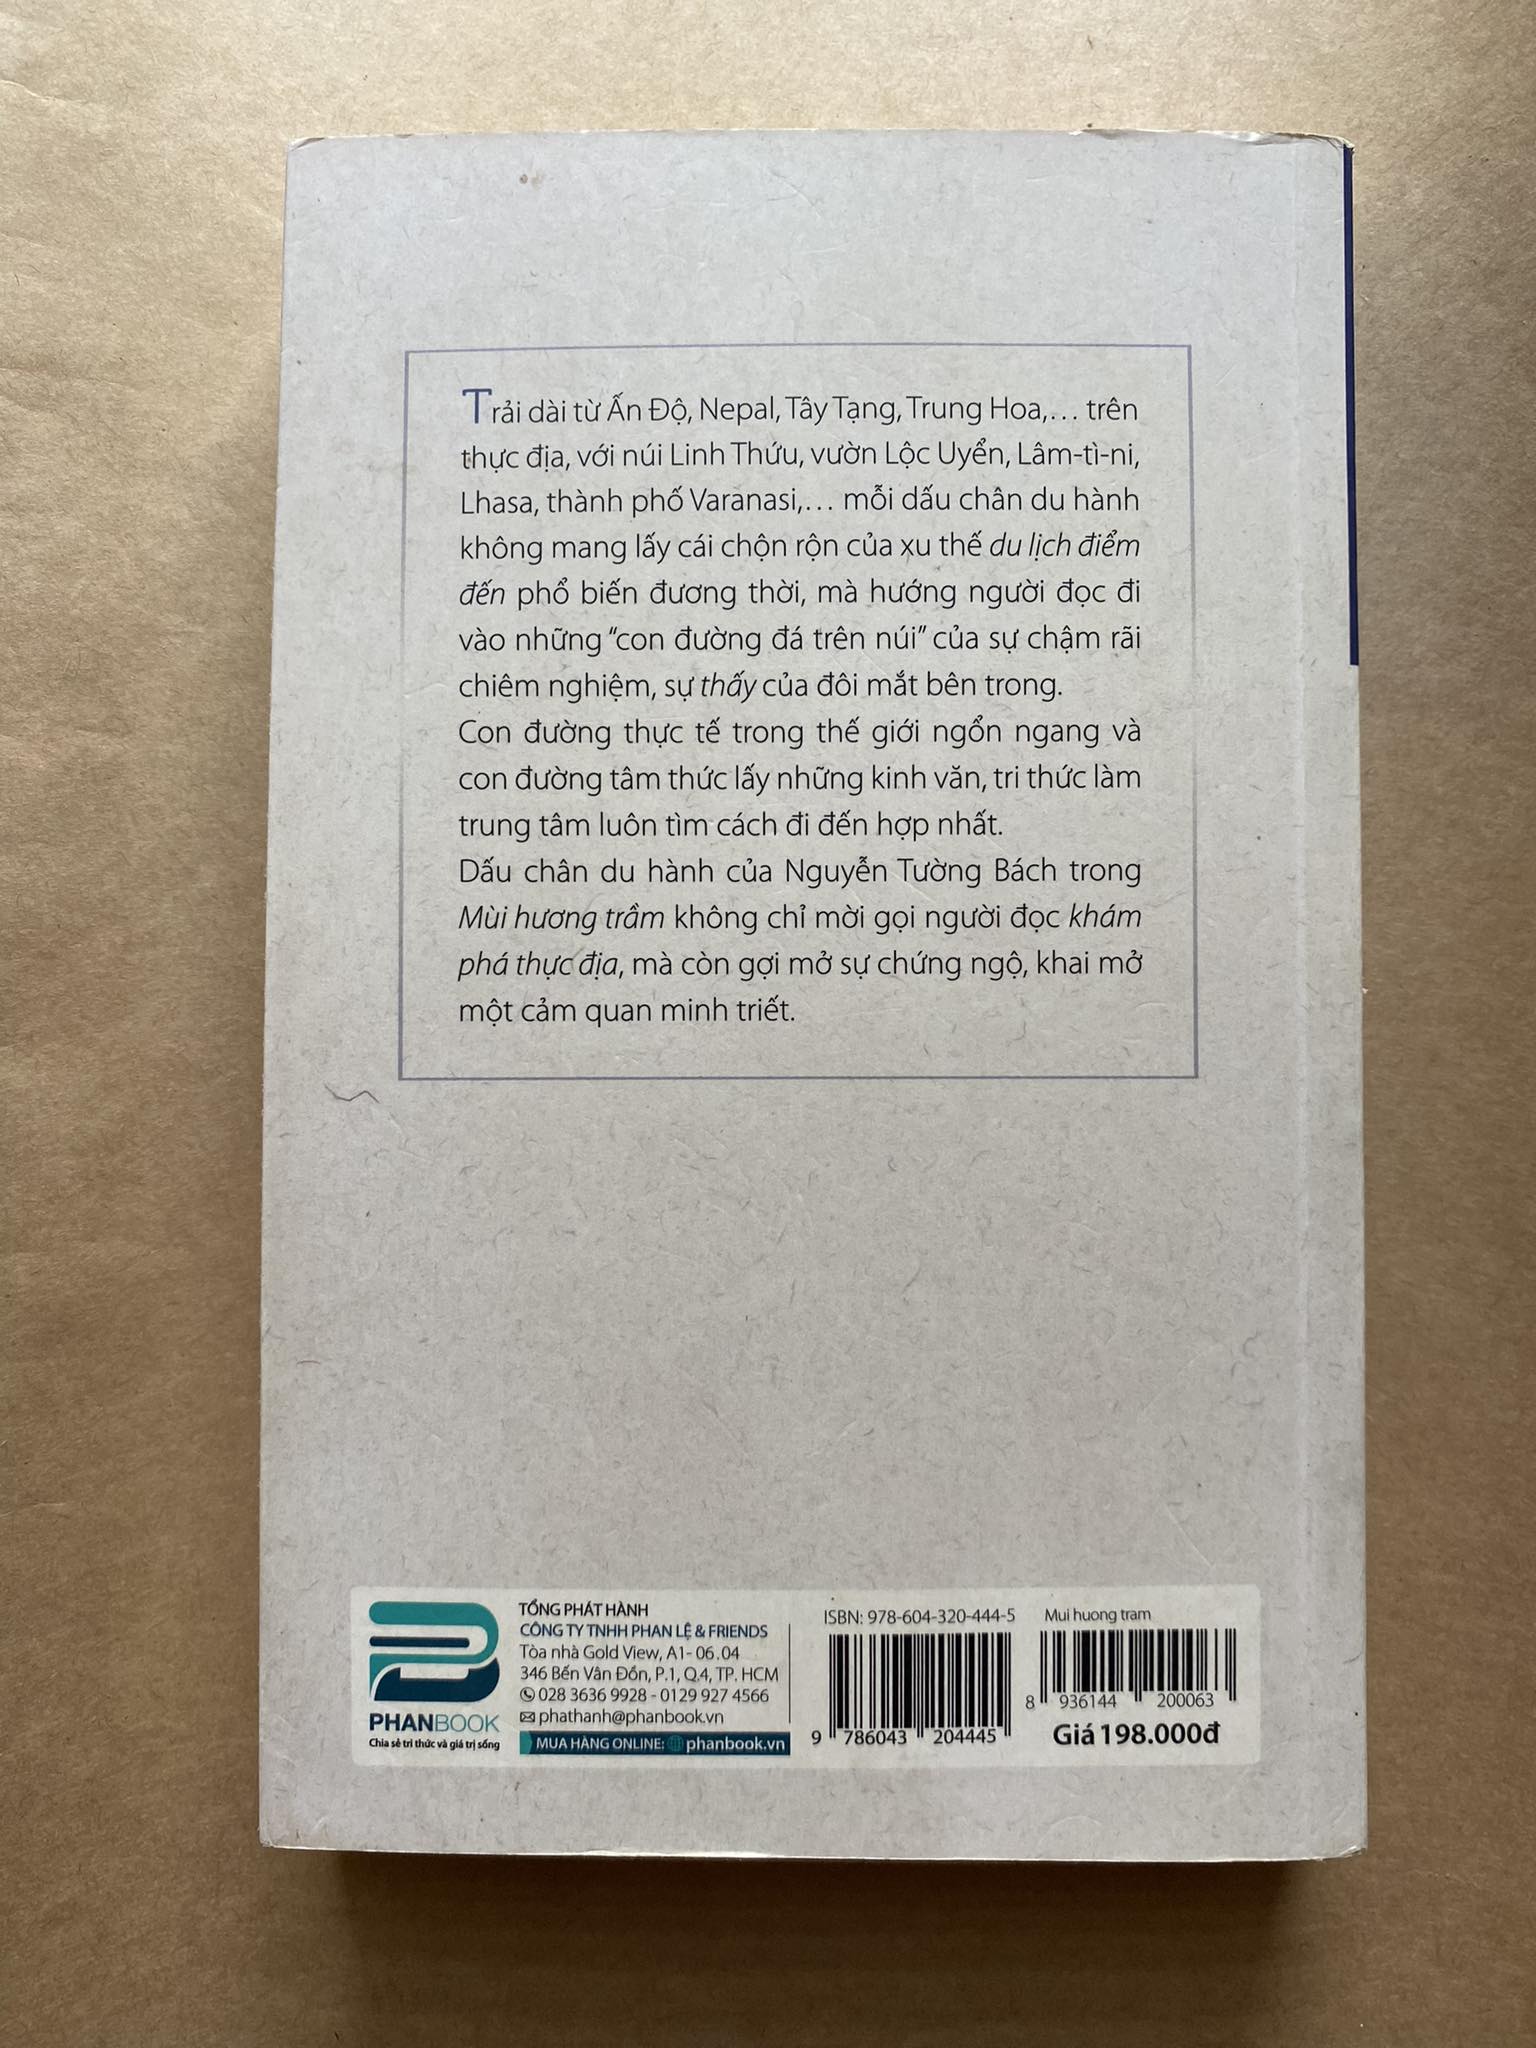 Trải dài từ Ấn Độ, Nepal, Tây Tạng, Trung Hoa,... trên
thực địa, với núi Linh Thứu, vườn Lộc Uyển, Lâm-tì-ni,
Lhasa, thành phố Varanasi,... mỗi dấu chân du hành
không mang lấy cái chộn rộn của xu thế du lịch điểm
đến phổ biến đương thời, mà hướng người đọc đi
vào những “con đường đá trên núi” của sự chậm rãi
chiêm nghiệm, sự thấy của đôi mắt bên trong.
Con đường thực tế trong thế giới ngổn ngang và
con đường tâm thức lấy những kinh văn, tri thức làm
trung tâm luôn tìm cách đi đến hợp nhất.
Dấu chân du hành của Nguyễn Tường Bách trong
Mùi hương trầm không chỉ mời gọi người đọc khám
phá thực địa, mà còn gợi mở sự chứng ngộ, khai mở
một cảm quan minh triết.
PHANBOOK
Chia sẻ tri thức và giá trị sống
TỔNG PHÁT HÀNH
CÔNG TY TNHH PHAN LỆ & FRIENDS
Tòa nhà Gold View, A1- 06.04
346 Bến Vân Đồn, P.1, Q.4, TP. HCM
028 3636 9928 - 0129 927 4566
phathanh@phanbook.vn
MUA HÀNG ONLINE: phanbook.vn
ISBN: 978-604-320-444-5
9 786043 204445
Mui huong tram
8 936144 200063
Giá 198.000đ